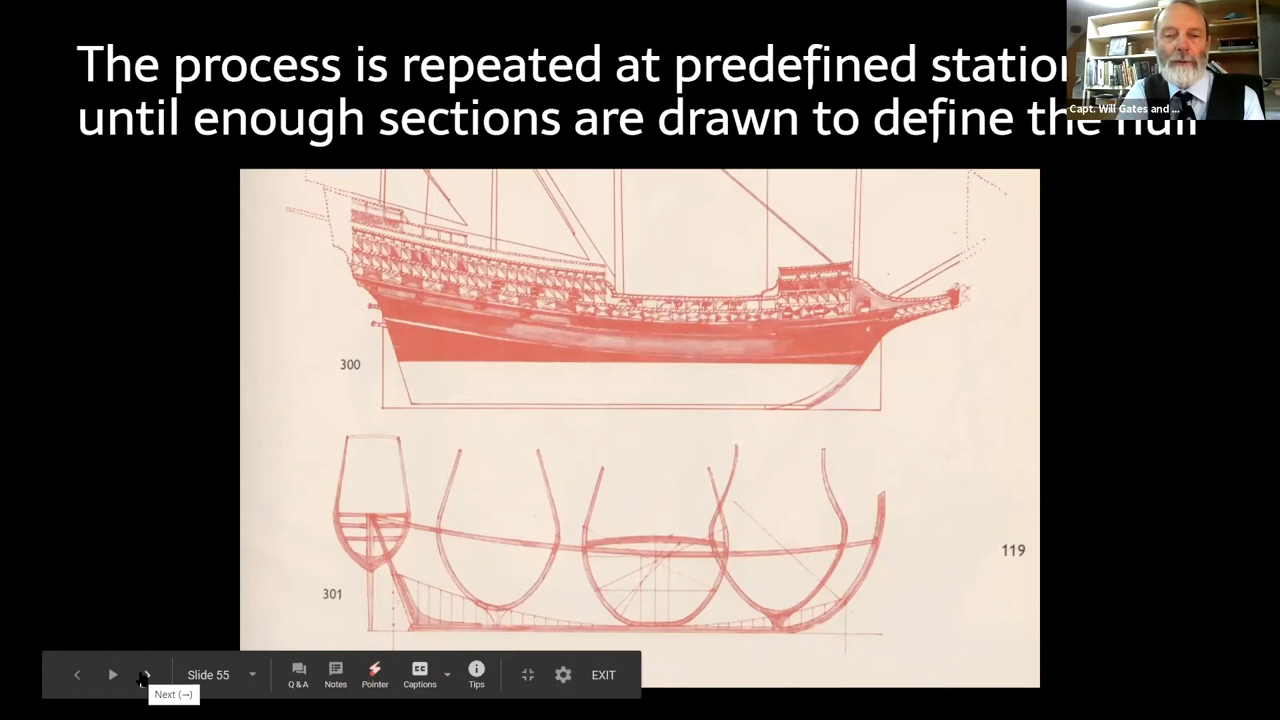 The process is repeated at predefined station
until enough sections are drawn to define the hull
Capt. Will Gates and ...
300
119
301
Slide 55
Q & A
Notes
Pointer
Captions
Tips
EXIT
Next (→)